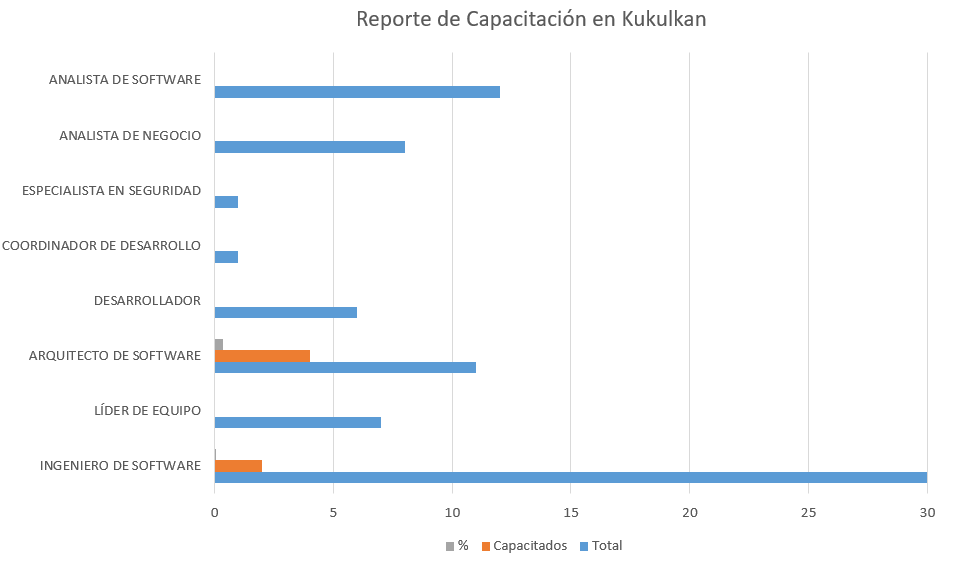 Reporte de Capacitación en Kukulkan
ANALISTA DE SOFTWARE
ANALISTA DE NEGOCIO
ESPECIALISTA EN SEGURIDAD
COORDINADOR DE DESARROLLO
DESARROLLADOR
ARQUITECTO DE SOFTWARE
LÍDER DE EQUIPO
INGENIERO DE SOFTWARE
0 5 10 15 20 25 30
% Capacitados Total